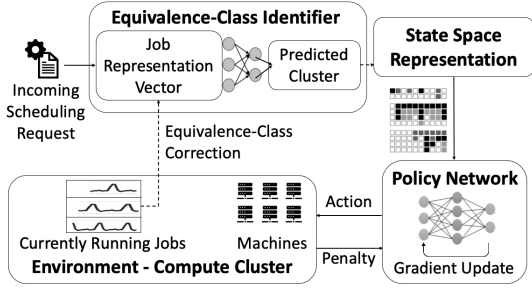 Equivalence-Class Identifier
Job
Representation
Vector
Predicted
Cluster
State Space
Representation
Incoming
Scheduling
Request
Equivalence-Class
Correction
Policy Network
Gradient Update
Action
Penalty
Currently Running Jobs
Machines
Environment - Compute Cluster